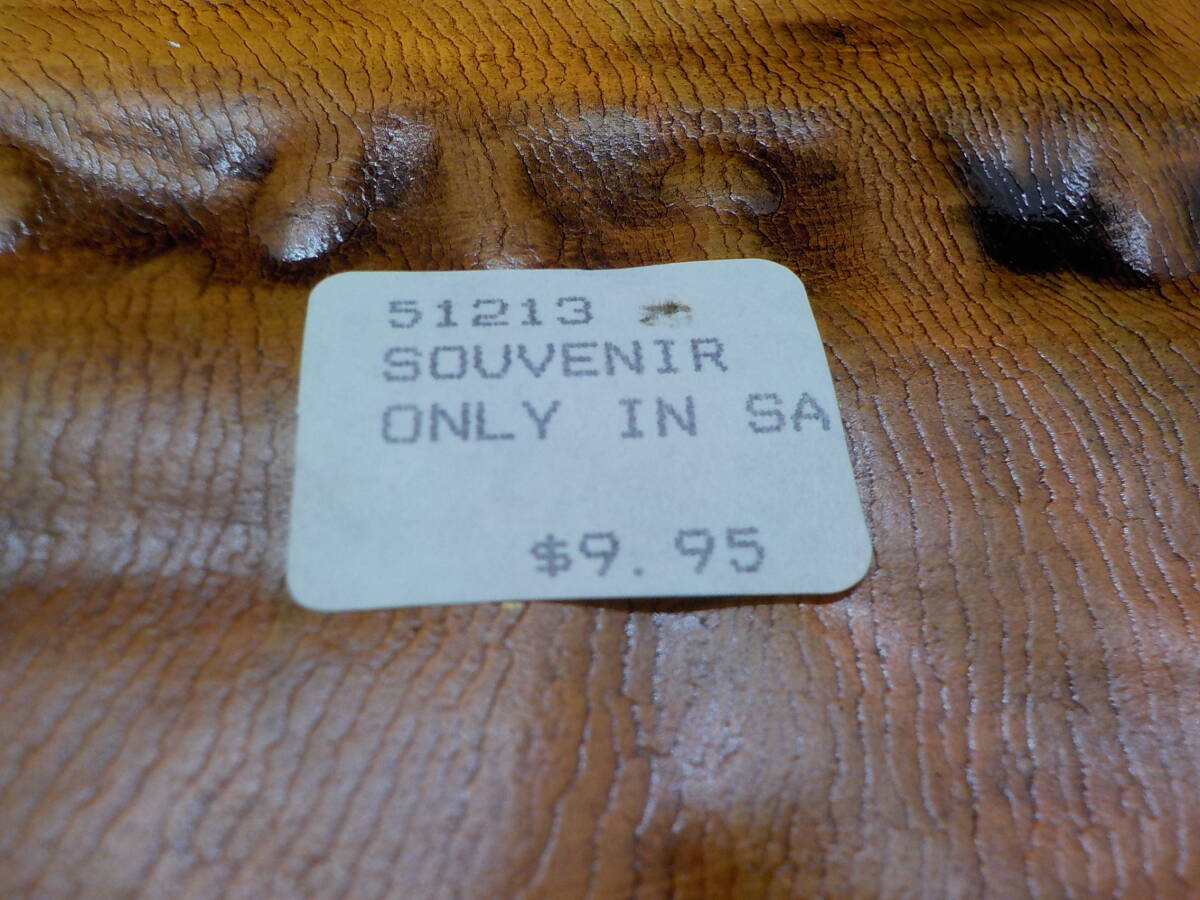 51213
SOUVENIR
ONLY IN SA
$9.95